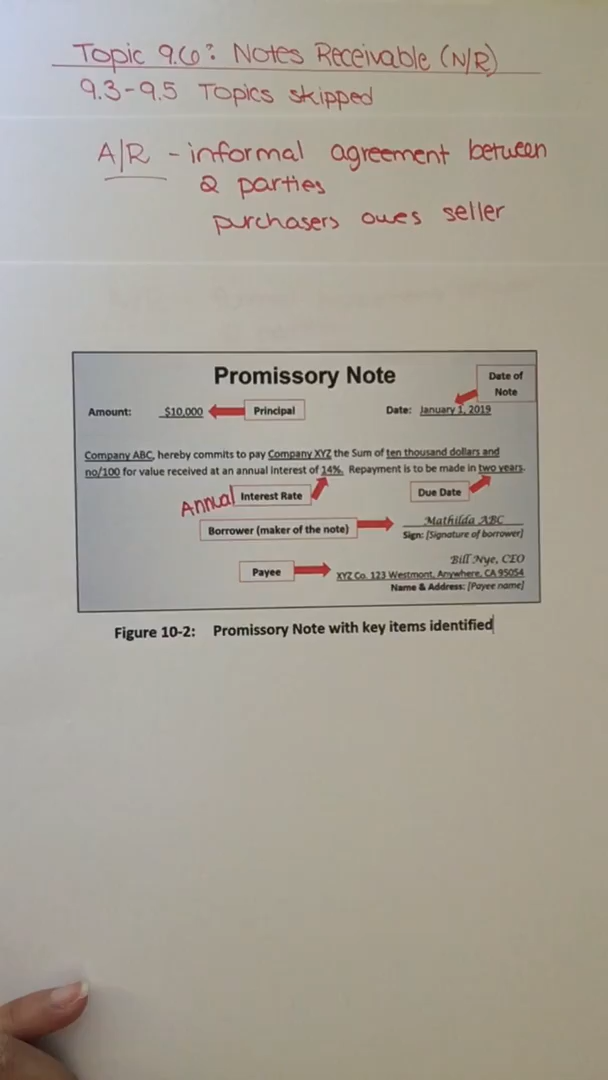 Topic 9.6: Notes Receivable (N/R)
9.3-9.5 Topics skipped
A/R - informal agreement between
2 parties
purchasers owes seller
Promissory Note
Date of
Note
Amount: $10,000 Principal Date: January 1, 2019
Company ABC, hereby commits to pay Company XYZ the Sum of ten thousand dollars and
no/100 for value received at an annual interest of 14%. Repayment is to be made in two years.
Annual Interest Rate Due Date
Borrower (maker of the note) Mathilda ABC
Sign: [Signature of borrower]
Bill Nye, CEO
Payee XYZ Co. 123 Westmont, Anywhere, CA 95054
Name & Address: [Payee name]
Figure 10-2: Promissory Note with key items identified